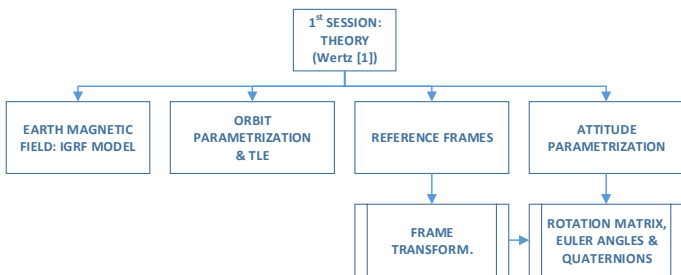 1st SESSION:
THEORY
(Wertz [1])
EARTH MAGNETIC
FIELD: IGRF MODEL
ORBIT
PARAMETRIZATION
& TLE
REFERENCE FRAMES
ATTITUDE
PARAMETRIZATION
FRAME
TRANSFORM.
ROTATION MATRIX,
EULER ANGLES &
QUATERNIONS